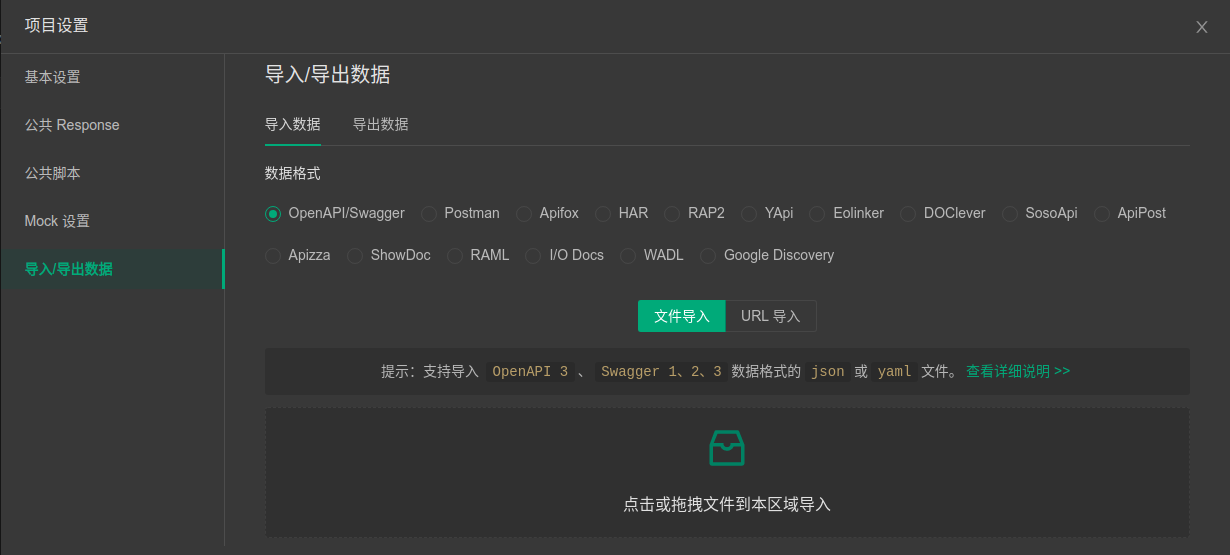 项目设置
基本设置
公共 Response
公共脚本
Mock 设置
导入/导出数据
导入/导出数据
导入数据 导出数据
数据格式
OpenAPI/Swagger Postman Apifox HAR RAP2 YApi Eolinker DOClever SosoApi ApiPost
Apizza ShowDoc RAML I/O Docs WADL Google Discovery
文件导入 URL 导入
提示：支持导入 OpenAPI 3 、 Swagger 1、2、3 数据格式的 json 或 yaml 文件。 查看详细说明 >>
点击或拖拽文件到本区域导入